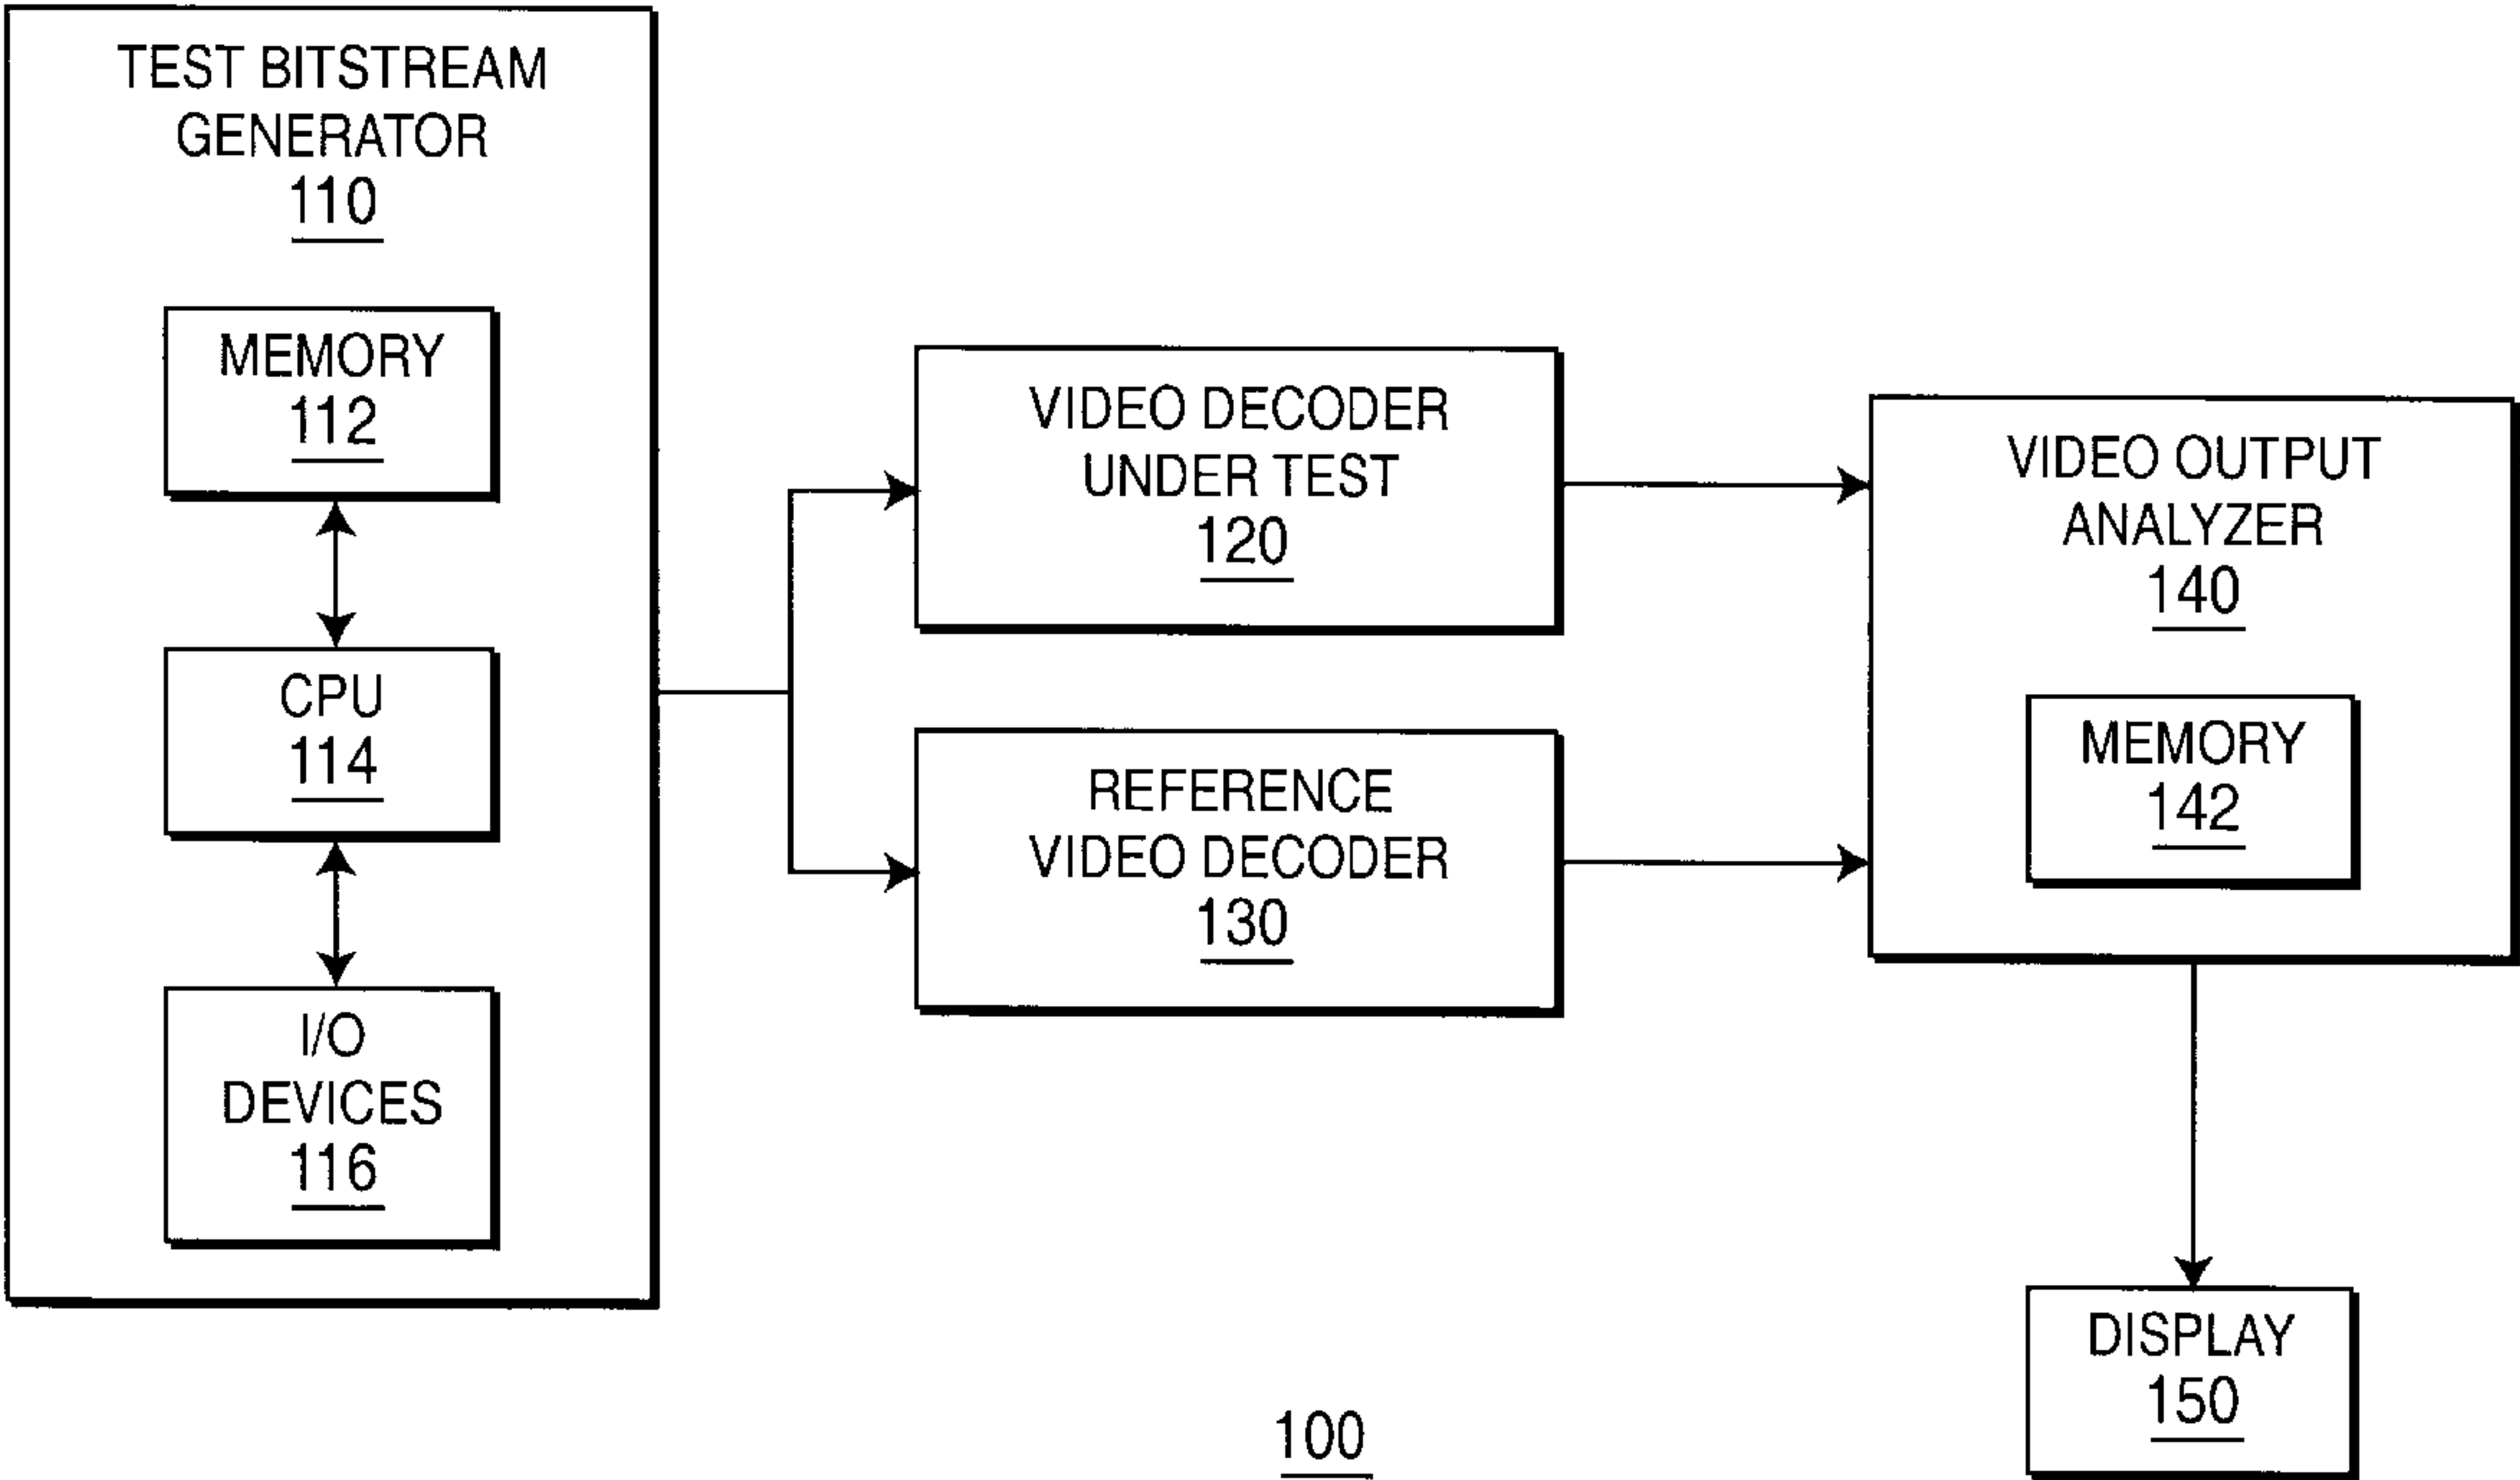 TEST BITSTREAM
GENERATOR
110
MEMORY
112
CPU
114
I/O
DEVICES
116
VIDEO DECODER
UNDER TEST
120
REFERENCE
VIDEO DECODER
130
VIDEO OUTPUT
ANALYZER
140
MEMORY
142
DISPLAY
150
100